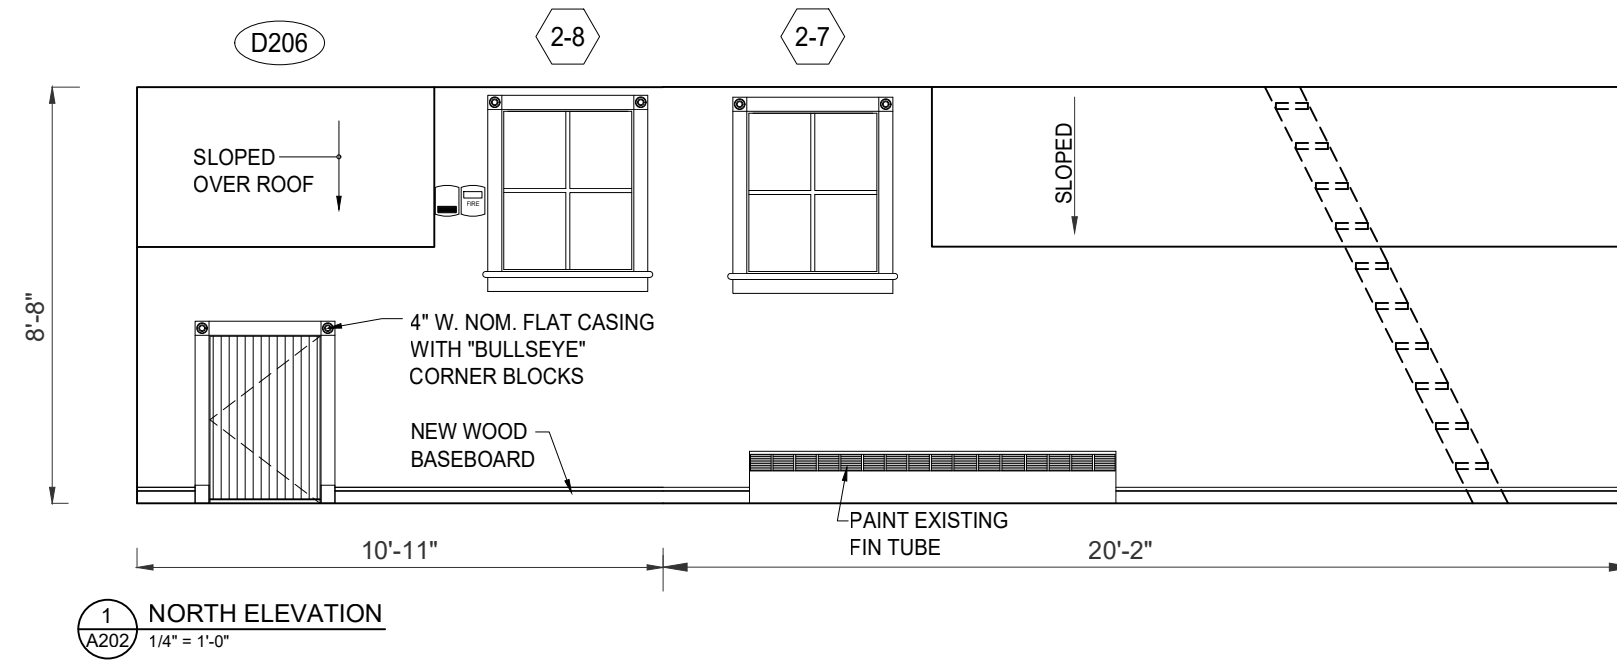 D206
2-8
2-7
SLOPED
OVER ROOF
FIRE
SLOPED
8'-8"
4" W. NOM. FLAT CASING
WITH "BULLSEYE"
CORNER BLOCKS
NEW WOOD
BASEBOARD
PAINT EXISTING
FIN TUBE
10'-11"
20'-2"
1
A202
NORTH ELEVATION
1/4" = 1'-0"